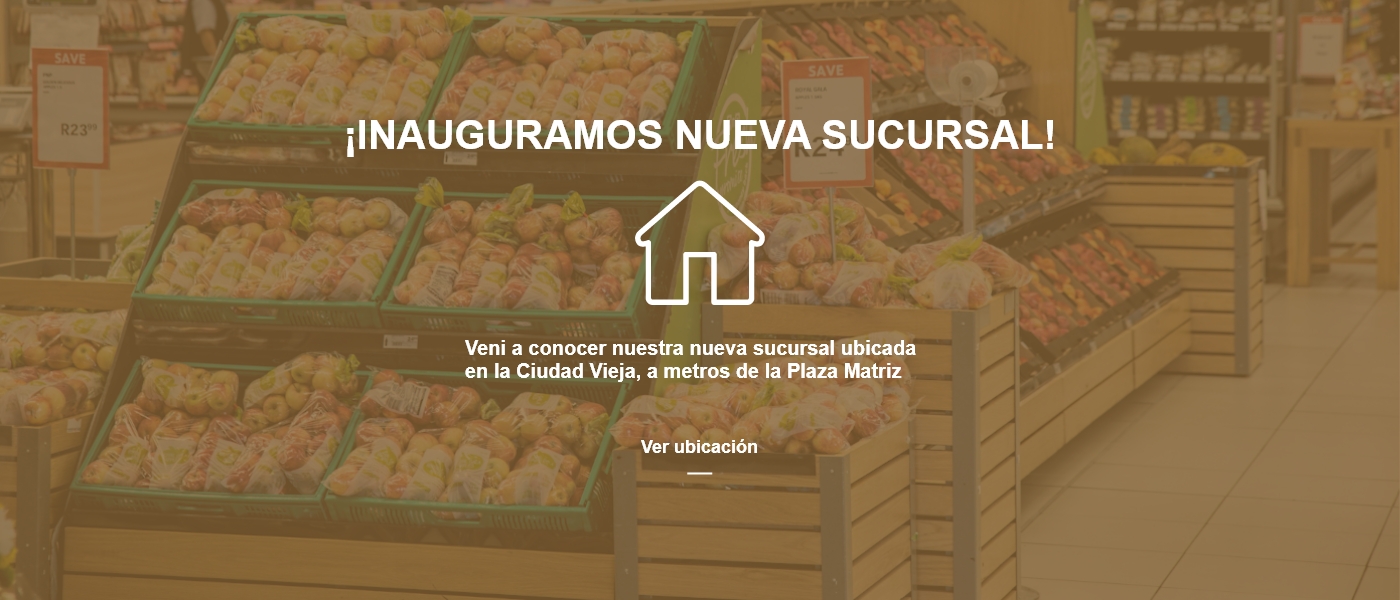 SAVE
R23
SAVE
R24
¡INAUGURAMOS NUEVA SUCURSAL!
Veni a conocer nuestra nueva sucursal ubicada
en la Ciudad Vieja, a metros de la Plaza Matriz
Ver ubicación